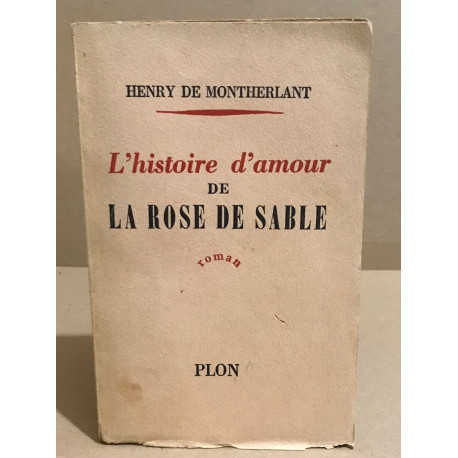 HENRY DE MONTHERLANT
L'histoire d'amour
DE
LA ROSE DE SABLE
roman
PLON